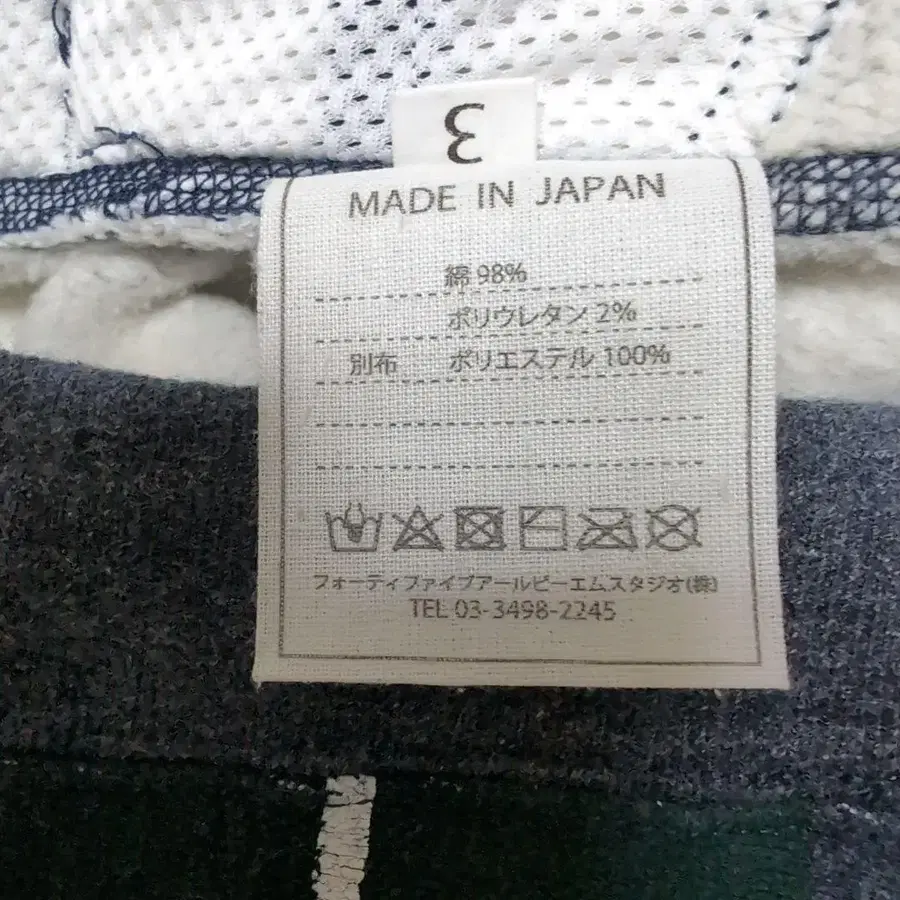 3
MADE IN JAPAN
綿 98%
ポリウレタン 2%
別布 ポリエステル 100%
フォーティファイブアールピーエムスタジオ(株)
TEL 03-3498-2245